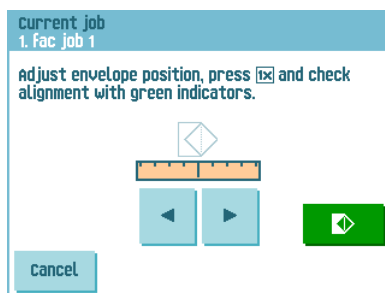 Current job
1. Fac job 1
Adjust envelope position, press 1x and check
alignment with green indicators.
Cancel